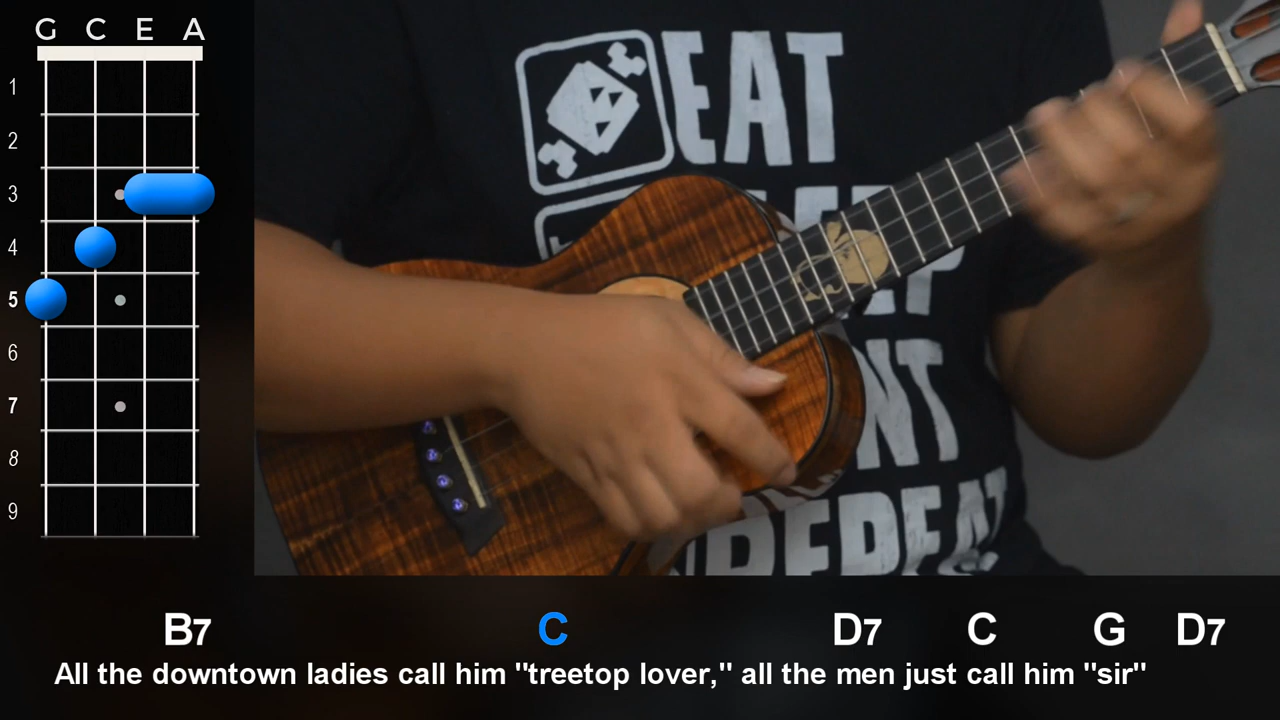 G C E A
1
2
3
4
5
6
7
8
9
EAT
REPEAT
B7 C D7 C G D7
All the downtown ladies call him "treetop lover," all the men just call him "sir"